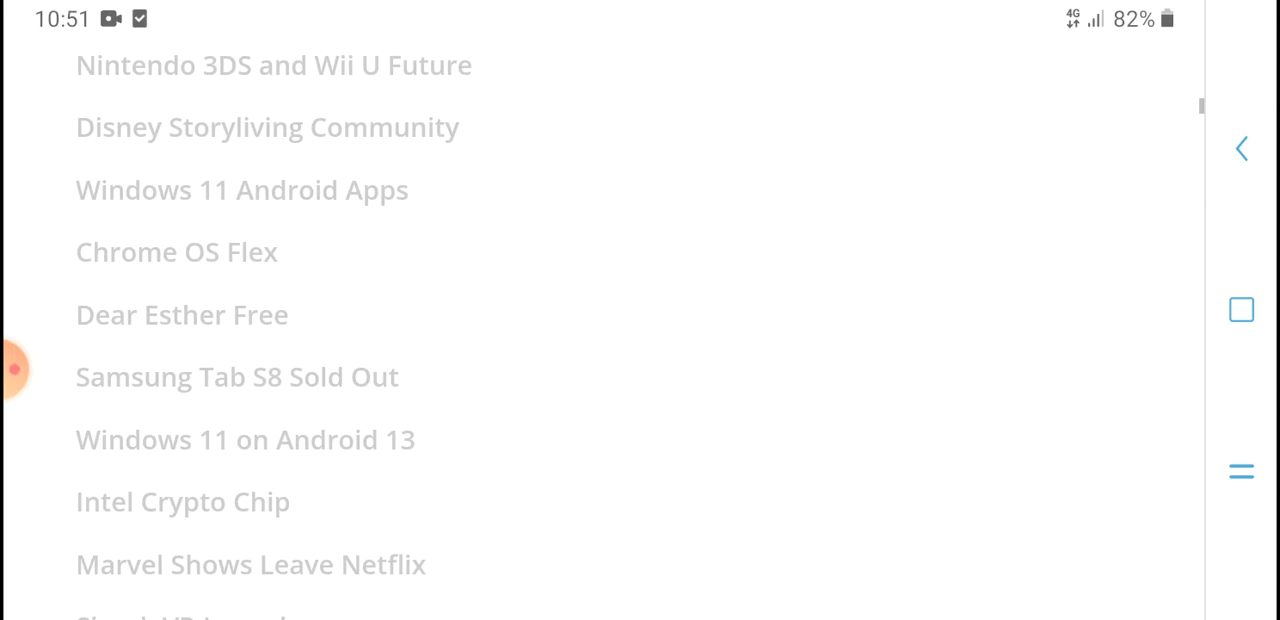 10:51
4G 82%
Nintendo 3DS and Wii U Future
Disney Storyliving Community
Windows 11 Android Apps
Chrome OS Flex
Dear Esther Free
Samsung Tab S8 Sold Out
Windows 11 on Android 13
Intel Crypto Chip
Marvel Shows Leave Netflix